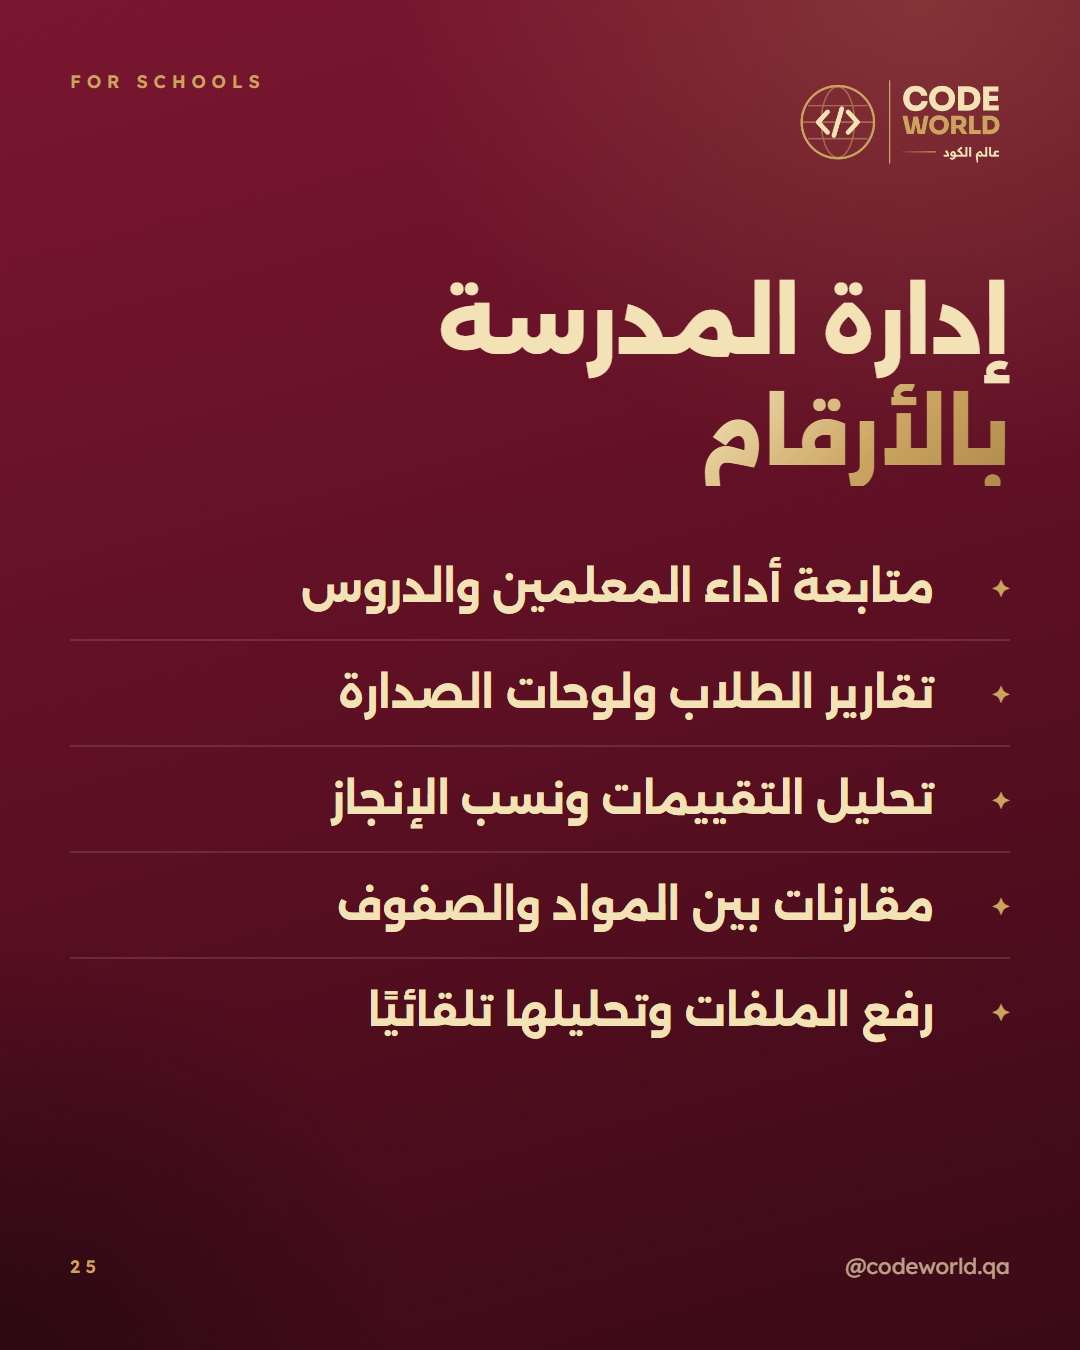 FOR SCHOOLS
CODE
WORLD
عالم الكود
إدارة المدرسة
بالأرقام
متابعة أداء المعلمين والدروس
تقارير الطلاب ولوحات الصدارة
تحليل التقييمات ونسب الإنجاز
مقارنات بين المواد والصفوف
رفع الملفات وتحليلها تلقائيًا
25
@codeworld.qa